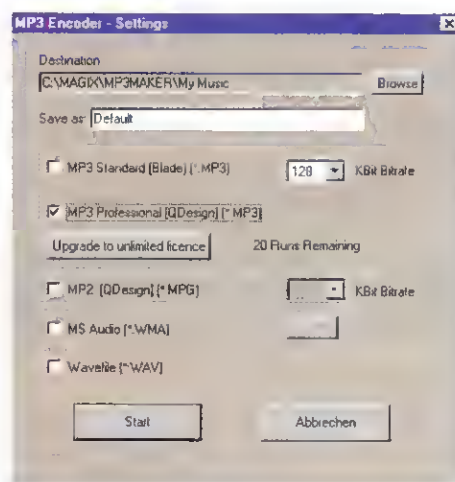 MP3 Encoder - Settings
Destination
C:\MAGIX\MP3MAKER\My Music
Browse
Save as: Default
MP3 Standard [Blade] [*.MP3) 128 KBit Bitrate
MP3 Professional [QDesign] [*.MP3]
Upgrade to unlimited licence 20 Runs Remaining
MP2 [QDesign] [*.MPG) KBit Bitrate
MS Audio [*.WMA]
Wavefile [*.WAV]
Start Abbrechen